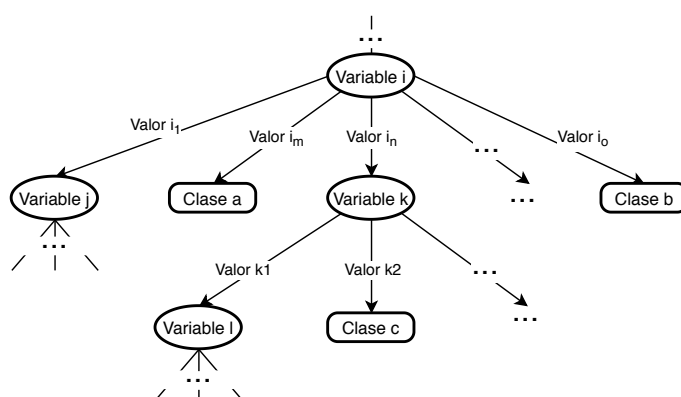 ...
Variable i
Valor i₁
Valor iₘ
Valor iₙ
...
Valor iₒ
Variable j
Clase a
Variable k
...
Clase b
...
Valor k1
Valor k2
...
Variable l
Clase c
...
...